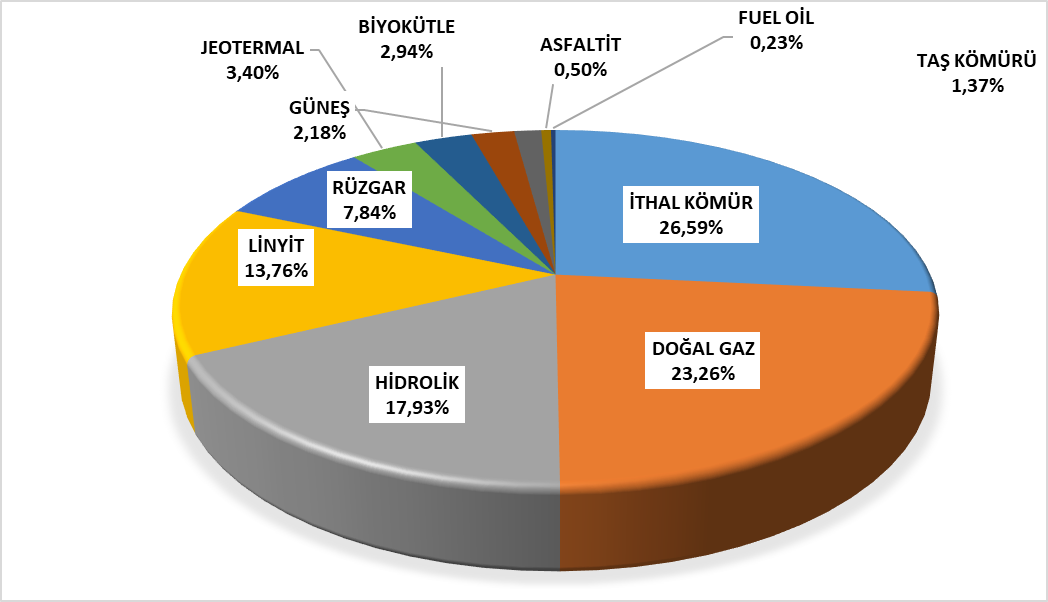 BİYOKÜTLE
2,94%
FUEL OİL
0,23%
JEOTERMAL
3,40%
ASFALTİT
0,50%
TAŞ KÖMÜRÜ
1,37%
GÜNEŞ
2,18%
RÜZGAR
7,84%
İTHAL KÖMÜR
26,59%
LİNYİT
13,76%
DOĞAL GAZ
23,26%
HİDROLİK
17,93%